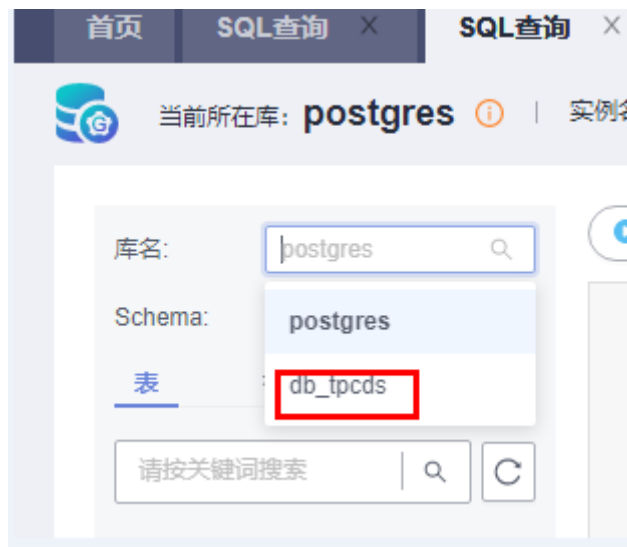 首页 SQL查询 SQL查询
当前所在库: postgres 实例
库名: postgres
Schema: postgres
表 db_tpcds
请按关键词搜索